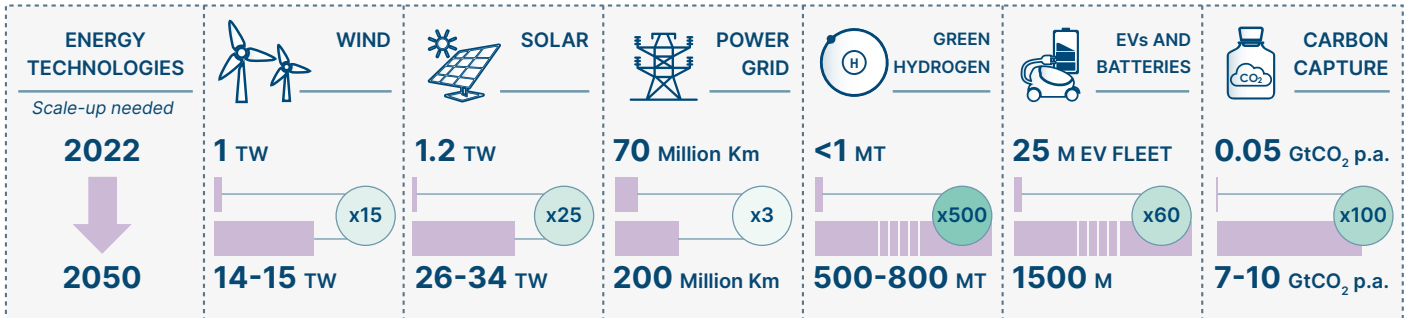 ENERGY
TECHNOLOGIES
Scale-up needed
2022
2050
WIND
1 TW
x15
14-15 TW
SOLAR
1.2 TW
x25
26-34 TW
POWER
GRID
70 Million Km
x3
200 Million Km
H
GREEN
HYDROGEN
<1 MT
x500
500-800 MT
EVs AND
BATTERIES
25 M EV FLEET
x60
1500 M
CO₂
CARBON
CAPTURE
0.05 GtCO₂ p.a.
x100
7-10 GtCO₂ p.a.